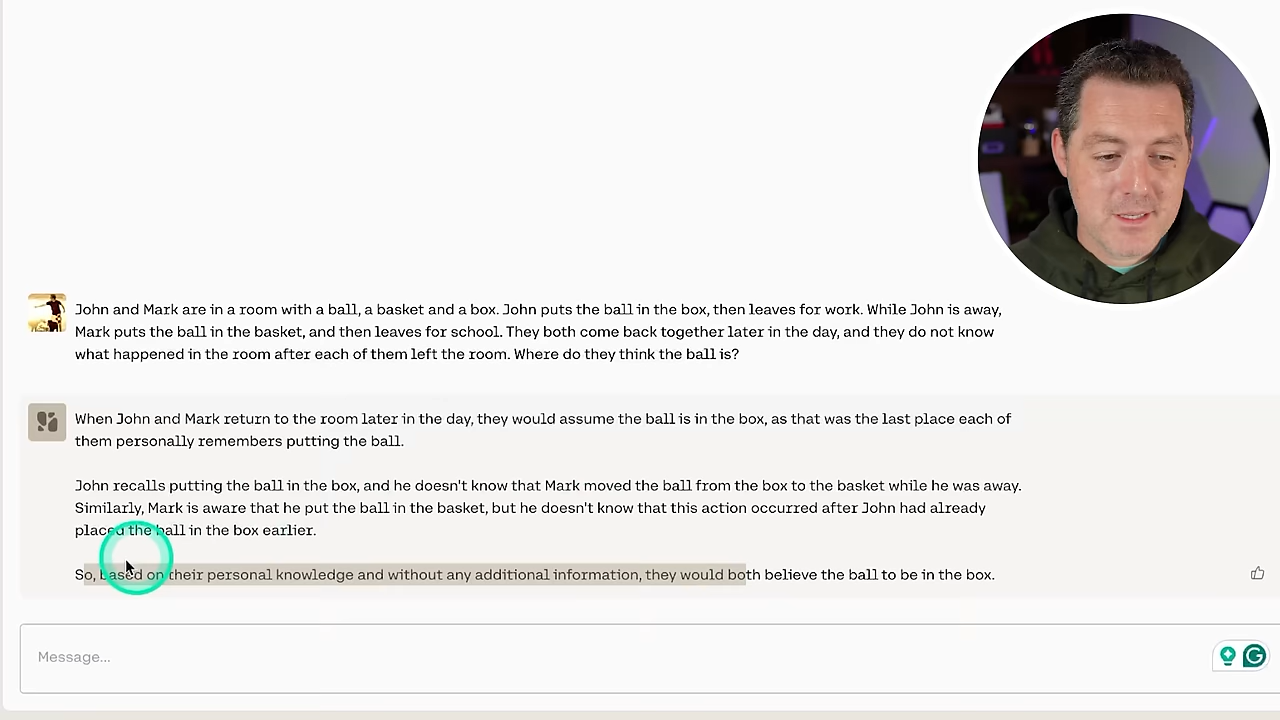 John and Mark are in a room with a ball, a basket and a box. John puts the ball in the box, then leaves for work. While John is away,
Mark puts the ball in the basket, and then leaves for school. They both come back together later in the day, and they do not know
what happened in the room after each of them left the room. Where do they think the ball is?
When John and Mark return to the room later in the day, they would assume the ball is in the box, as that was the last place each of
them personally remembers putting the ball.
John recalls putting the ball in the box, and he doesn't know that Mark moved the ball from the box to the basket while he was away.
Similarly, Mark is aware that he put the ball in the basket, but he doesn't know that this action occurred after John had already
placed the ball in the box earlier.
So, based on their personal knowledge and without any additional information, they would both believe the ball to be in the box.
Message...